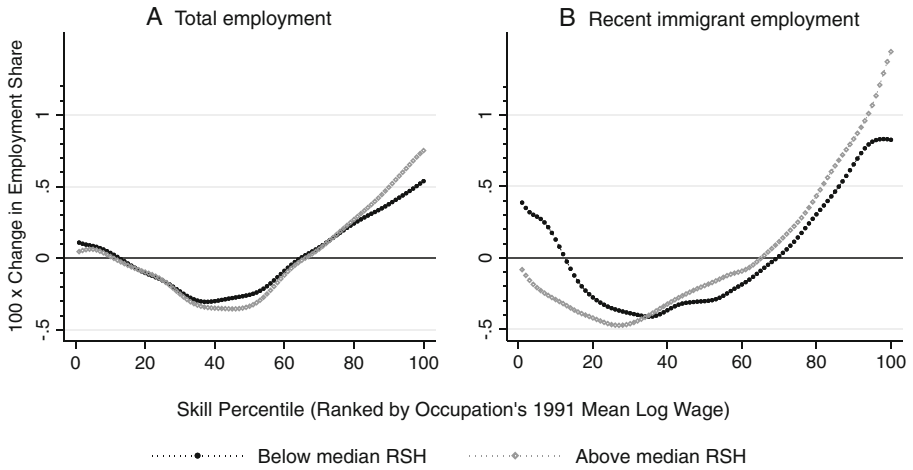 A Total employment
B Recent immigrant employment
100 x Change in Employment Share
1
.5
0
-.5
0 20 40 60 80 100
1
.5
0
-.5
0 20 40 60 80 100
Skill Percentile (Ranked by Occupation's 1991 Mean Log Wage)
Below median RSH
Above median RSH